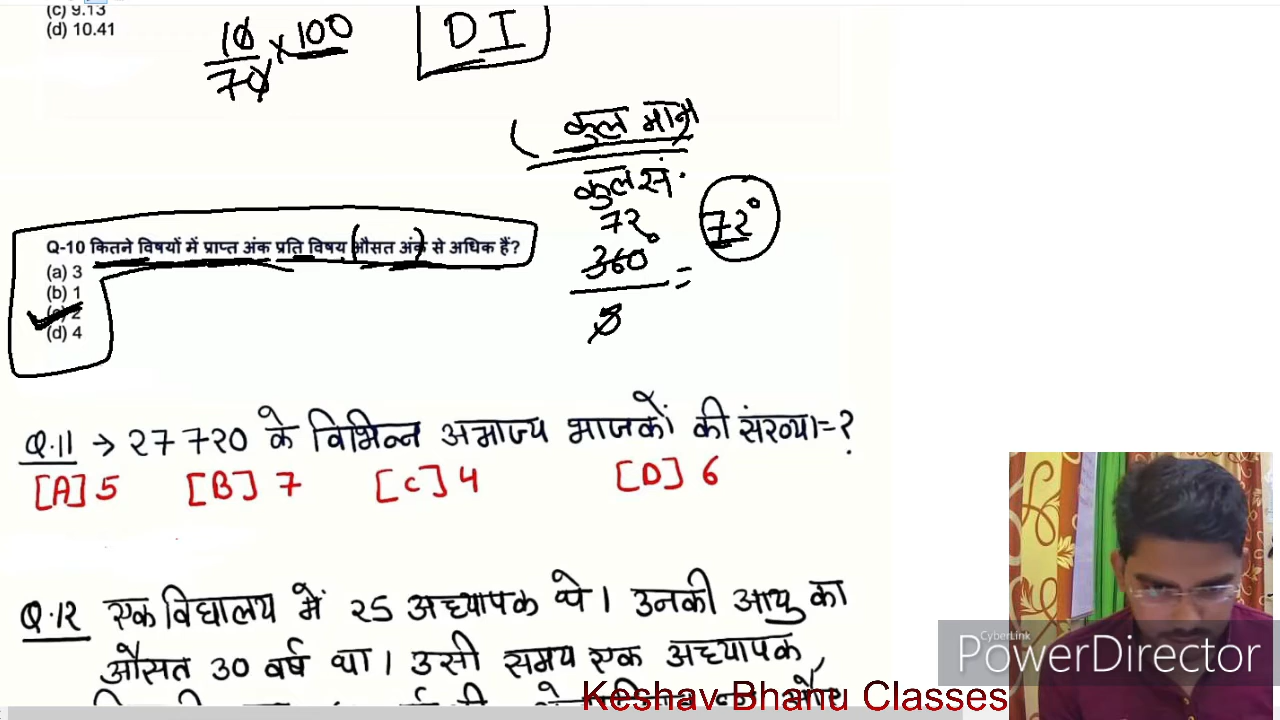 (c) 9.13
(d) 10.41
10/70 × 100
DI
कुल मान
कुल सं.
72
360° = 72°
5
Q-10 कितने विषयों में प्राप्त अंक प्रति विषय औसत अंक से अधिक हैं?
(a) 3
(b) 1
(c) 2
(d) 4
Q.11 → 27720 के विभिन्न अभाज्य भाजकों की संख्या = ?
[A] 5 [B] 7 [C] 4 [D] 6
Q.12 एक विद्यालय में 25 अध्यापक थे। उनकी आयु का
औसत 30 वर्ष था। उसी समय एक अध्यापक,
Keshav Bhanu Classes
CyberLink
PowerDirector